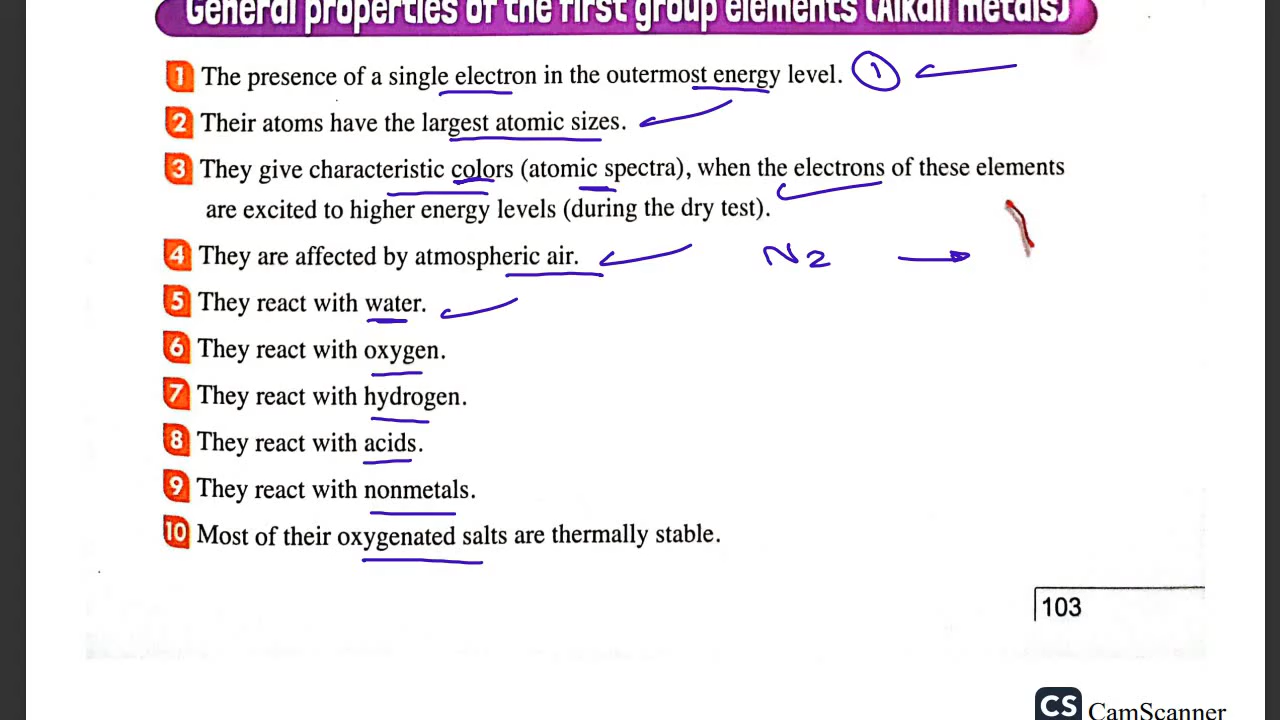 General properties of the first group elements (Alkali metals)
1 The presence of a single electron in the outermost energy level. 1
2 Their atoms have the largest atomic sizes.
3 They give characteristic colors (atomic spectra), when the electrons of these elements
are excited to higher energy levels (during the dry test).
4 They are affected by atmospheric air. N2
5 They react with water.
6 They react with oxygen.
7 They react with hydrogen.
8 They react with acids.
9 They react with nonmetals.
10 Most of their oxygenated salts are thermally stable.
103
CS CamScanner